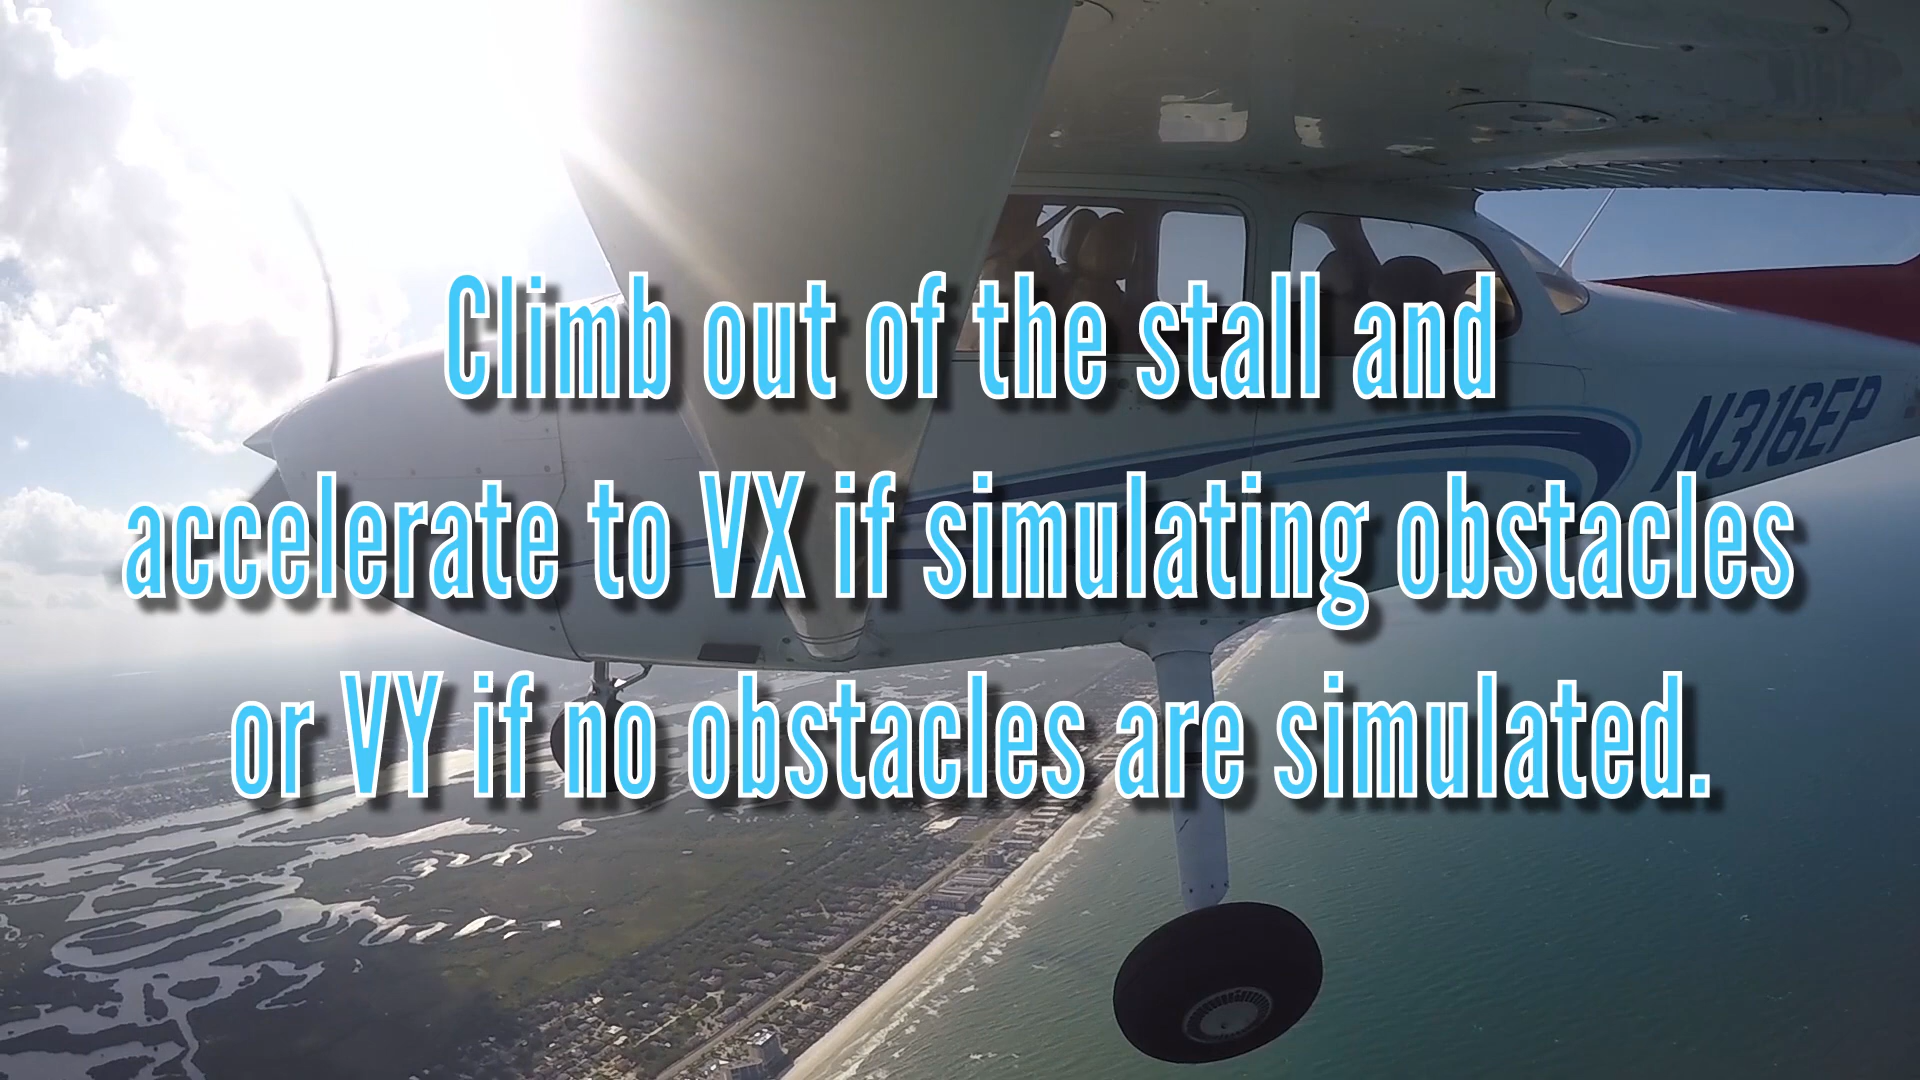 Climb out of the stall and
accelerate to VX if simulating obstacles
or VY if no obstacles are simulated.
N316EP